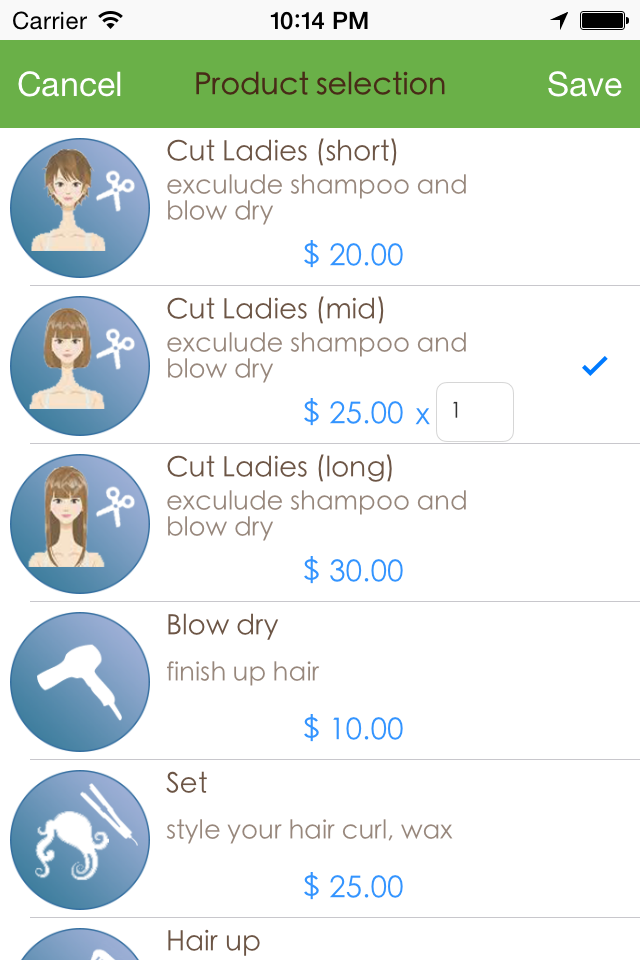 Carrier 10:14 PM
Cancel Product selection Save
Cut Ladies (short)
exculude shampoo and
blow dry
$ 20.00
Cut Ladies (mid)
exculude shampoo and
blow dry
$ 25.00 x 1
Cut Ladies (long)
exculude shampoo and
blow dry
$ 30.00
Blow dry
finish up hair
$ 10.00
Set
style your hair curl, wax
$ 25.00
Hair up